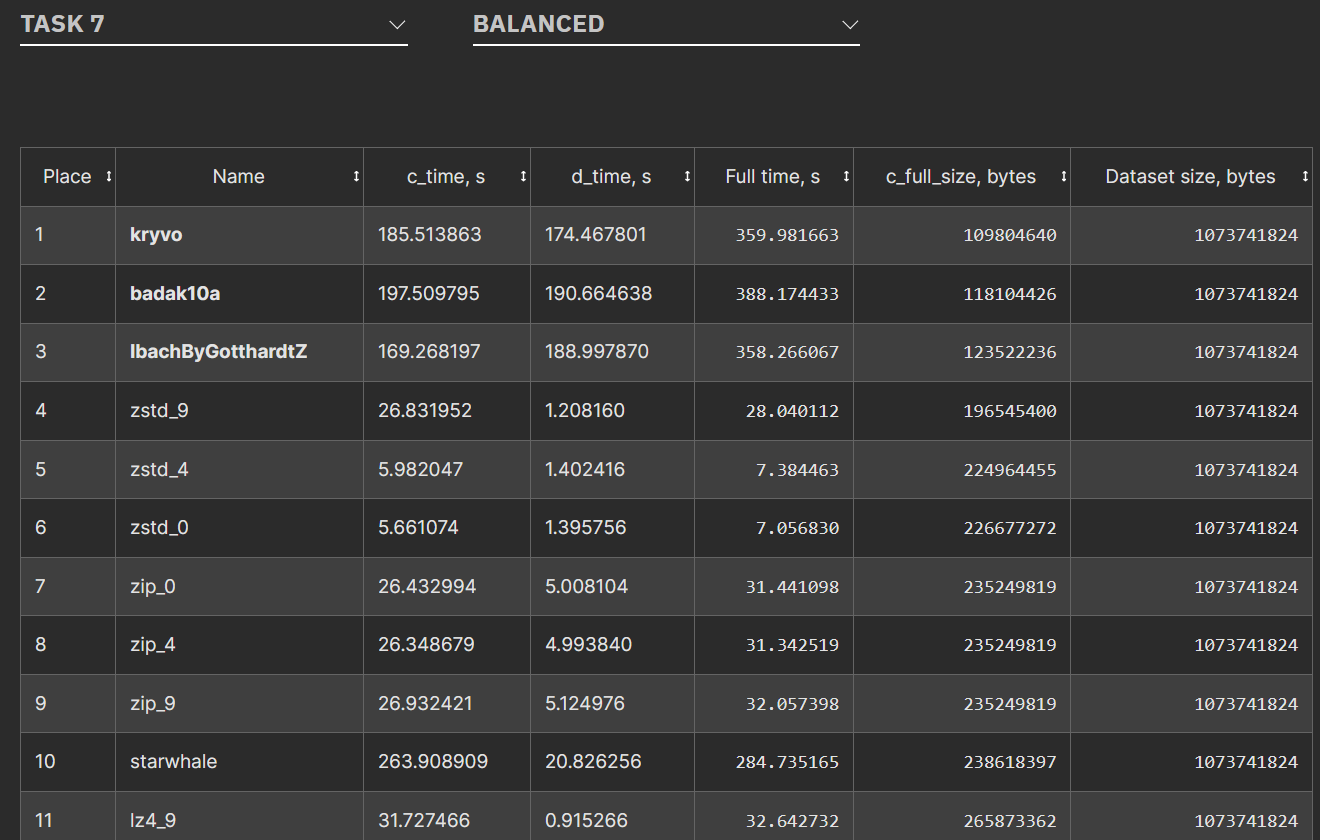 TASK 7 BALANCED
Place Name c_time, s d_time, s Full time, s c_full_size, bytes Dataset size, bytes
1 kryvo 185.513863 174.467801 359.981663 109804640 1073741824
2 badak10a 197.509795 190.664638 388.174433 118104426 1073741824
3 lbachByGotthardtZ 169.268197 188.997870 358.266067 123522236 1073741824
4 zstd_9 26.831952 1.208160 28.040112 196545400 1073741824
5 zstd_4 5.982047 1.402416 7.384463 224964455 1073741824
6 zstd_0 5.661074 1.395756 7.056830 226677272 1073741824
7 zip_0 26.432994 5.008104 31.441098 235249819 1073741824
8 zip_4 26.348679 4.993840 31.342519 235249819 1073741824
9 zip_9 26.932421 5.124976 32.057398 235249819 1073741824
10 starwhale 263.908909 20.826256 284.735165 238618397 1073741824
11 lz4_9 31.727466 0.915266 32.642732 265873362 1073741824